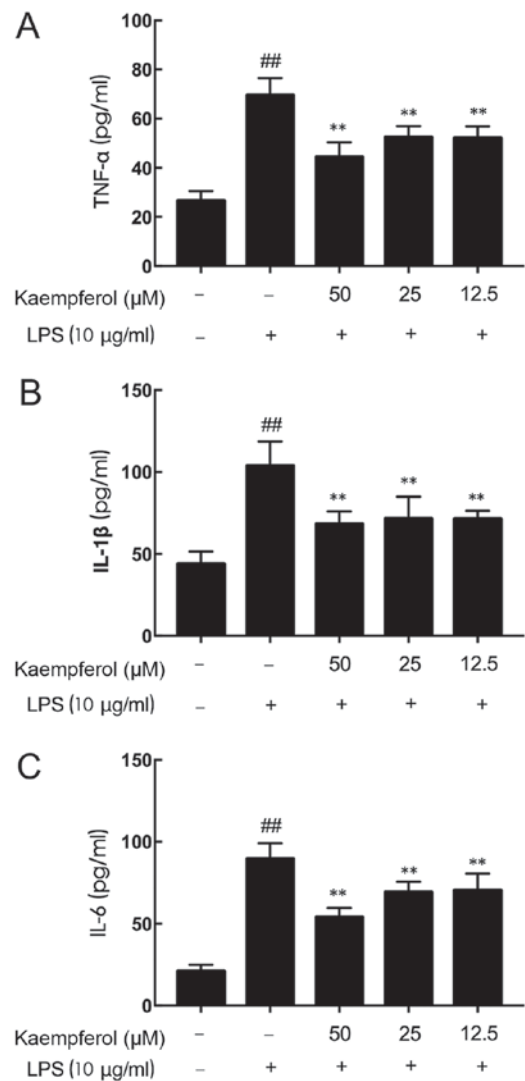 A
TNF-α (pg/ml)
100
80
60
40
20
0
##
**
**
**
Kaempferol (μM) – – 50 25 12.5
LPS (10 μg/ml) – + + + +
B
IL-1β (pg/ml)
150
100
50
0
##
**
**
**
Kaempferol (μM) – – 50 25 12.5
LPS (10 μg/ml) – + + + +
C
IL-6 (pg/ml)
150
100
50
0
##
**
**
**
Kaempferol (μM) – – 50 25 12.5
LPS (10 μg/ml) – + + + +